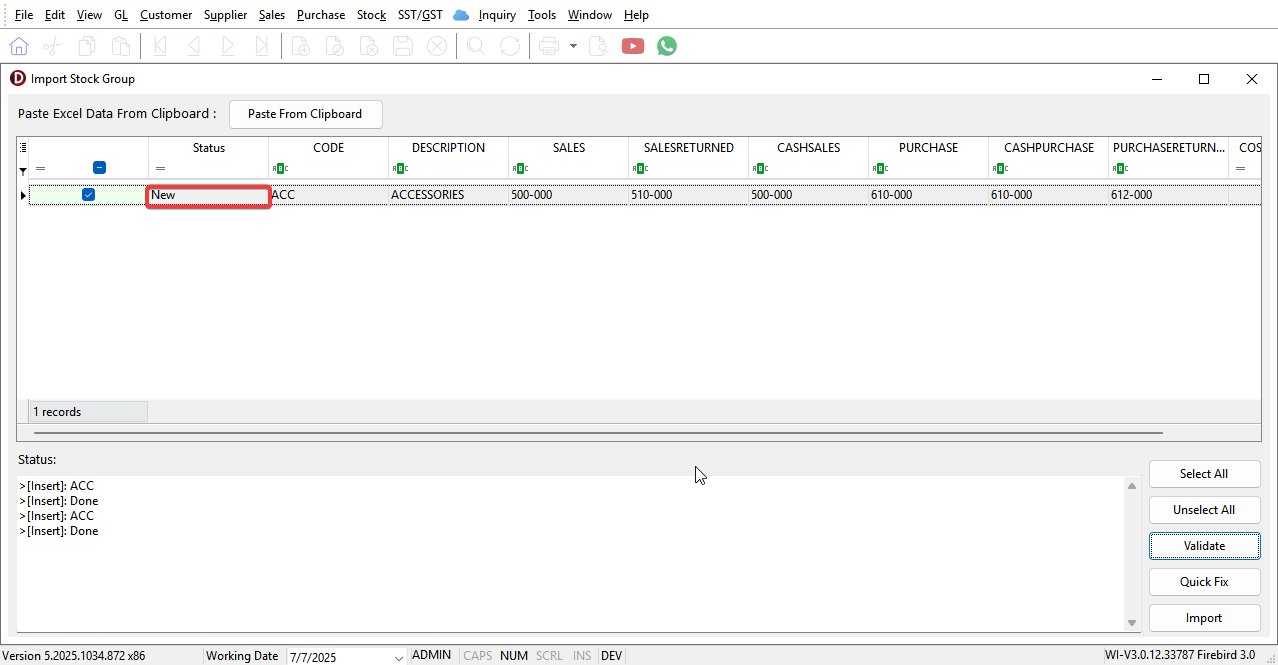 File Edit View GL Customer Supplier Sales Purchase Stock SST/GST Inquiry Tools Window Help
Import Stock Group
Paste Excel Data From Clipboard : Paste From Clipboard
Status CODE DESCRIPTION SALES SALESRETURNED CASHSALES PURCHASE CASHPURCHASE PURCHASERETURN... COS
New ACC ACCESSORIES 500-000 510-000 500-000 610-000 610-000 612-000
1 records
Status:
>[Insert]: ACC
>[Insert]: Done
>[Insert]: ACC
>[Insert]: Done
Select All
Unselect All
Validate
Quick Fix
Import
Version 5.2025.1034.872 x86 Working Date 7/7/2025 ADMIN CAPS NUM SCRL INS DEV WI-V3.0.12.33787 Firebird 3.0